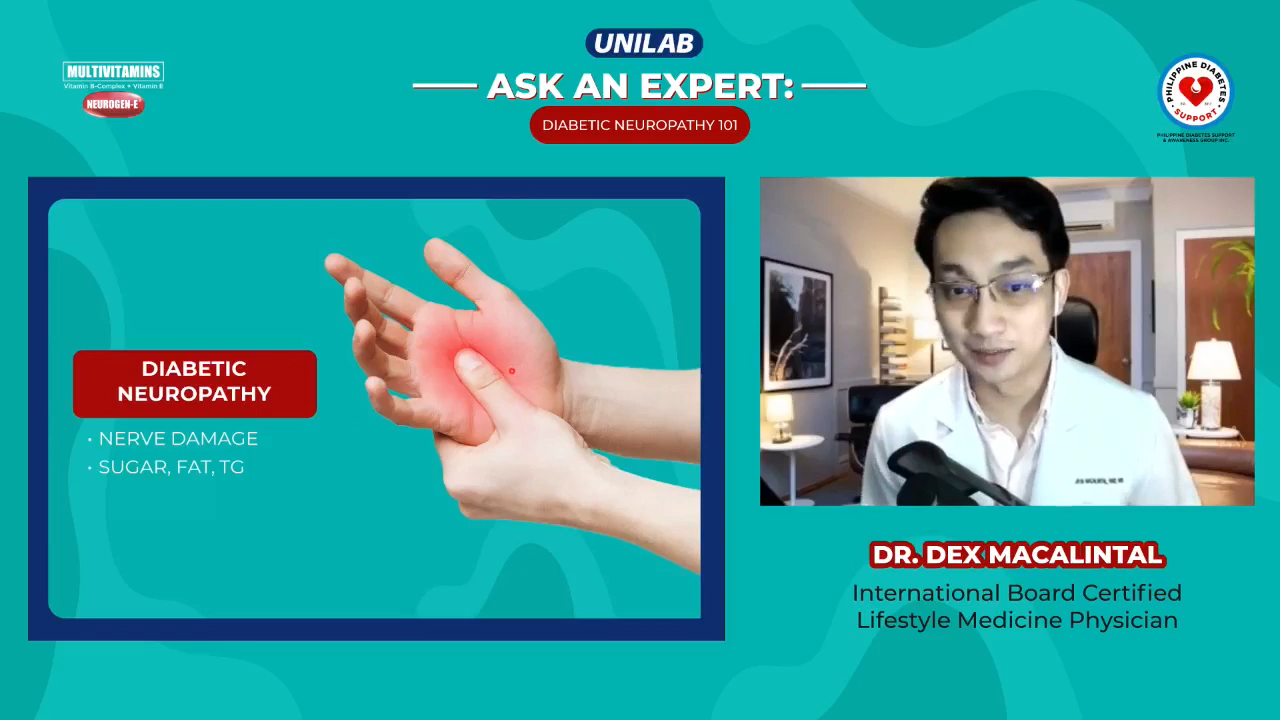 MULTIVITAMINS
Vitamin B-Complex + Vitamin E
NEUROGEN-E
UNILAB
ASK AN EXPERT:
DIABETIC NEUROPATHY 101
PHILIPPINE DIABETES
SUPPORT
PHILIPPINE DIABETES SUPPORT
& AWARENESS GROUP INC.
DIABETIC
NEUROPATHY
• NERVE DAMAGE
• SUGAR, FAT, TG
DR. DEX MACALINTAL
International Board Certified
Lifestyle Medicine Physician